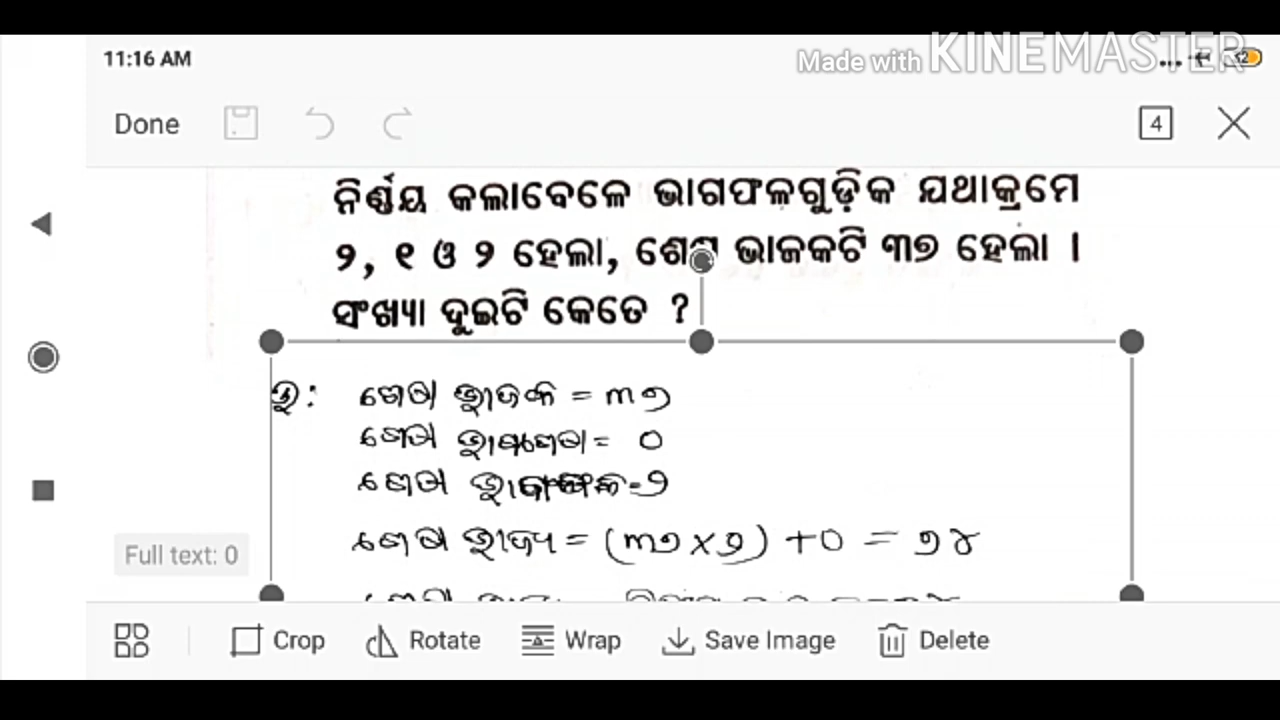 11:16 AM
Made with KINEMASTER
52
Done
4
ନିର୍ଣ୍ଣୟ କଲାବେଳେ ଭାଗଫଳଗୁଡ଼ିକ ଯଥାକ୍ରମେ
୨, ୧ ଓ ୨ ହେଲା, ଶେଷ ଭାଜକଟି ୩୭ ହେଲା ।
ସଂଖ୍ୟା ଦୁଇଟି କେତେ ?
ଉ: ଶେଷ ଭାଜକ = ୩୭
ଶେଷ ଭାଗଶେଷ = ୦
ଶେଷ = ୨
ଶେଷ ଭାଜ୍ୟ = (୩୭ × ୨) + ୦ = ୭୪
Full text: 0
Crop Rotate Wrap Save Image Delete